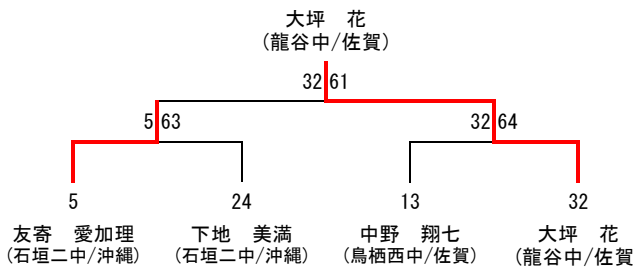 大坪　花
(龍谷中/佐賀)
32 61
5 63
32 64
5
24
13
32
友寄　愛加理
下地　美満
中野　翔七
大坪　花
(石垣二中/沖縄)
(石垣二中/沖縄)
(鳥栖西中/佐賀)
(龍谷中/佐賀